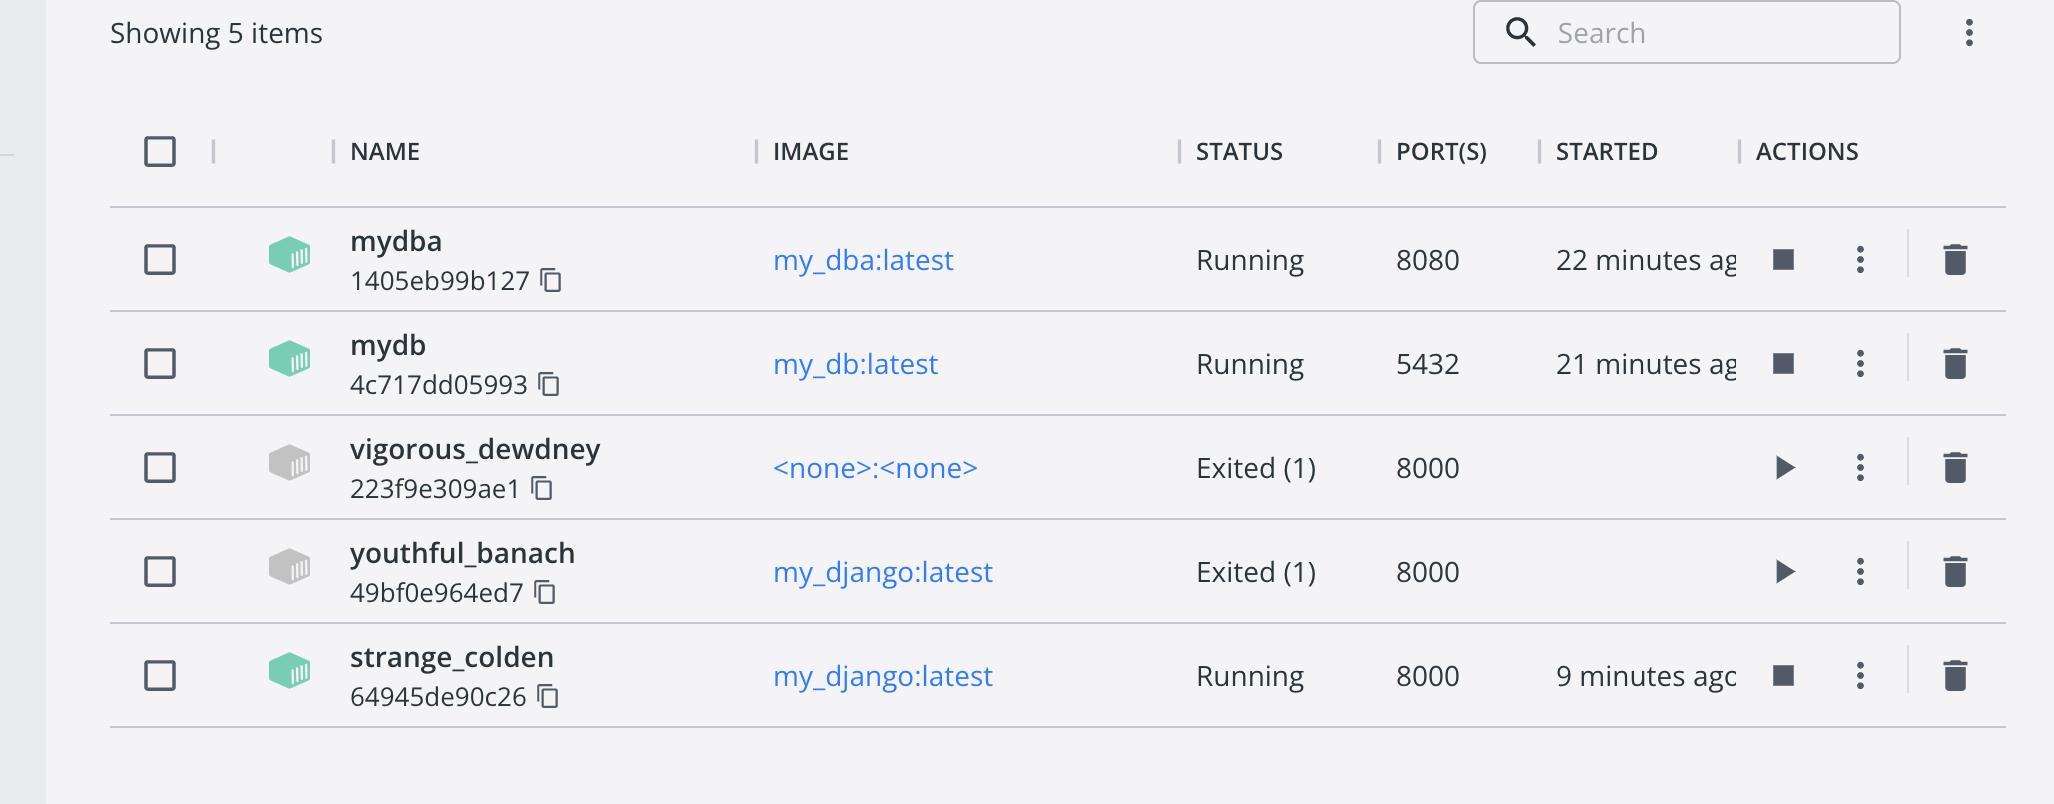 Showing 5 items
Search
NAME IMAGE STATUS PORT(S) STARTED ACTIONS
mydba
1405eb99b127
my_dba:latest Running 8080 22 minutes ag
mydb
4c717dd05993
my_db:latest Running 5432 21 minutes ag
vigorous_dewdney
223f9e309ae1
<none>:<none> Exited (1) 8000
youthful_banach
49bf0e964ed7
my_django:latest Exited (1) 8000
strange_colden
64945de90c26
my_django:latest Running 8000 9 minutes ago